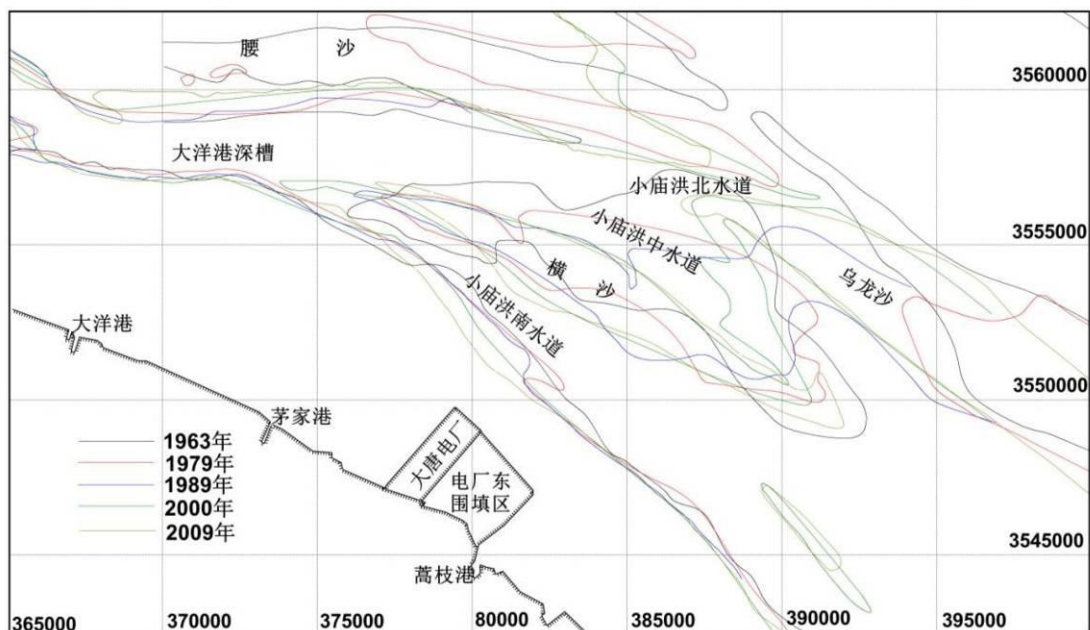 腰 沙
3560000
大洋港深槽
小庙洪北水道
3555000
小庙洪中水道
横 沙
乌龙沙
小庙洪南水道
大洋港
3550000
茅家港
1963年
1979年
1989年
2000年
2009年
大唐电厂
电厂东
围填区
3545000
蒿枝港
365000
370000
375000
380000
385000
390000
395000